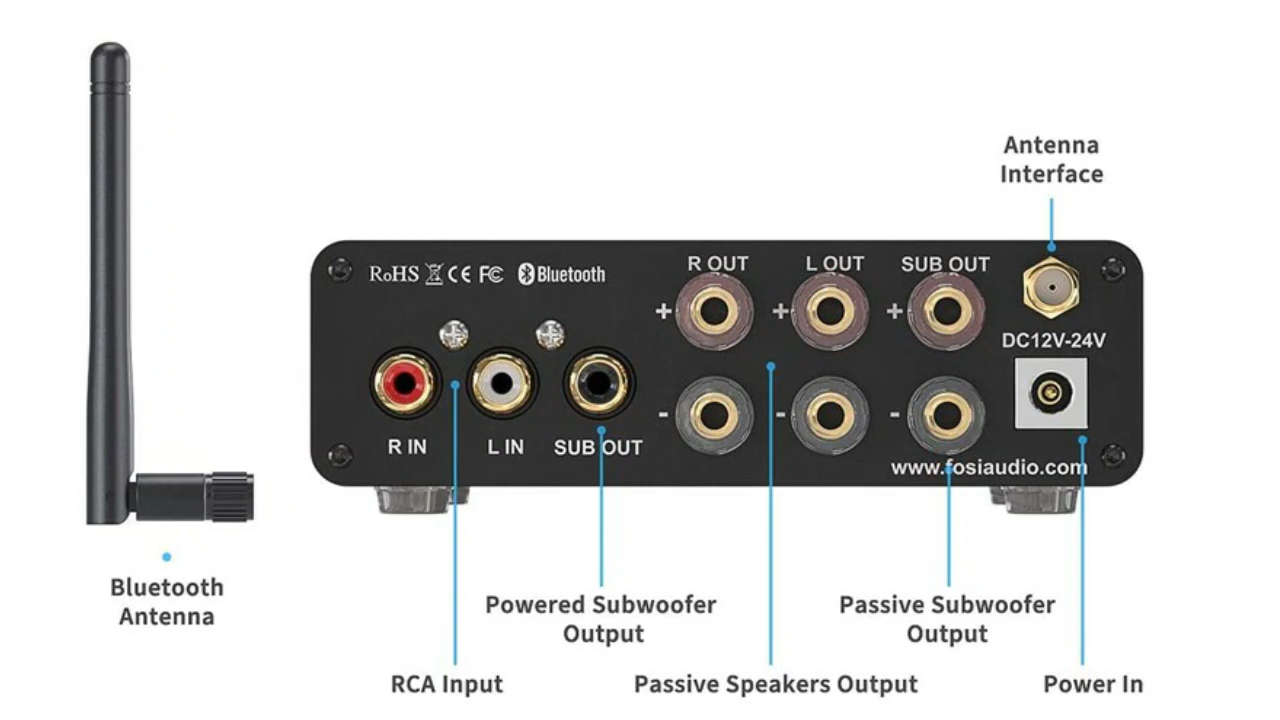 Antenna
Interface
RoHS CE FC Bluetooth
R OUT
L OUT
SUB OUT
+
+
+
DC12V-24V
-
-
-
R IN
L IN
SUB OUT
www.fosiaudio.com
Bluetooth
Antenna
Powered Subwoofer
Output
Passive Subwoofer
Output
RCA Input
Passive Speakers Output
Power In